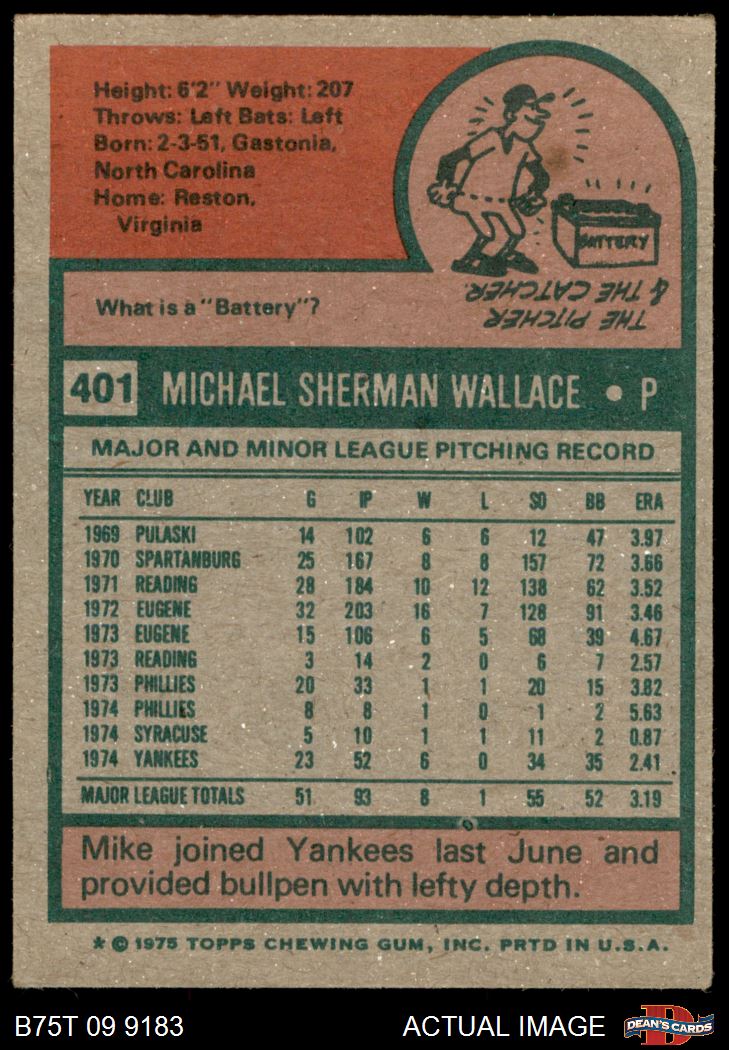 Height: 6'2" Weight: 207
Throws: Left Bats: Left
Born: 2-3-51, Gastonia,
North Carolina
Home: Reston,
Virginia
BATTERY
What is a "Battery"?
THE PITCHER
& THE CATCHER.
401 MICHAEL SHERMAN WALLACE • P
MAJOR AND MINOR LEAGUE PITCHING RECORD
YEAR CLUB G IP W L SO BB ERA
1969 PULASKI 14 102 6 6 12 47 3.97
1970 SPARTANBURG 25 167 8 8 157 72 3.66
1971 READING 28 184 10 12 138 62 3.52
1972 EUGENE 32 203 16 7 128 91 3.46
1973 EUGENE 15 106 6 5 68 39 4.67
1973 READING 3 14 2 0 6 7 2.57
1973 PHILLIES 20 33 1 1 20 15 3.82
1974 PHILLIES 8 8 1 0 1 2 5.63
1974 SYRACUSE 5 10 1 1 11 2 0.87
1974 YANKEES 23 52 6 0 34 35 2.41
MAJOR LEAGUE TOTALS 51 93 8 1 55 52 3.19
Mike joined Yankees last June and
provided bullpen with lefty depth.
* © 1975 TOPPS CHEWING GUM, INC. PRTD IN U.S.A.
B75T 09 9183 ACTUAL IMAGE DEAN'S CARDS